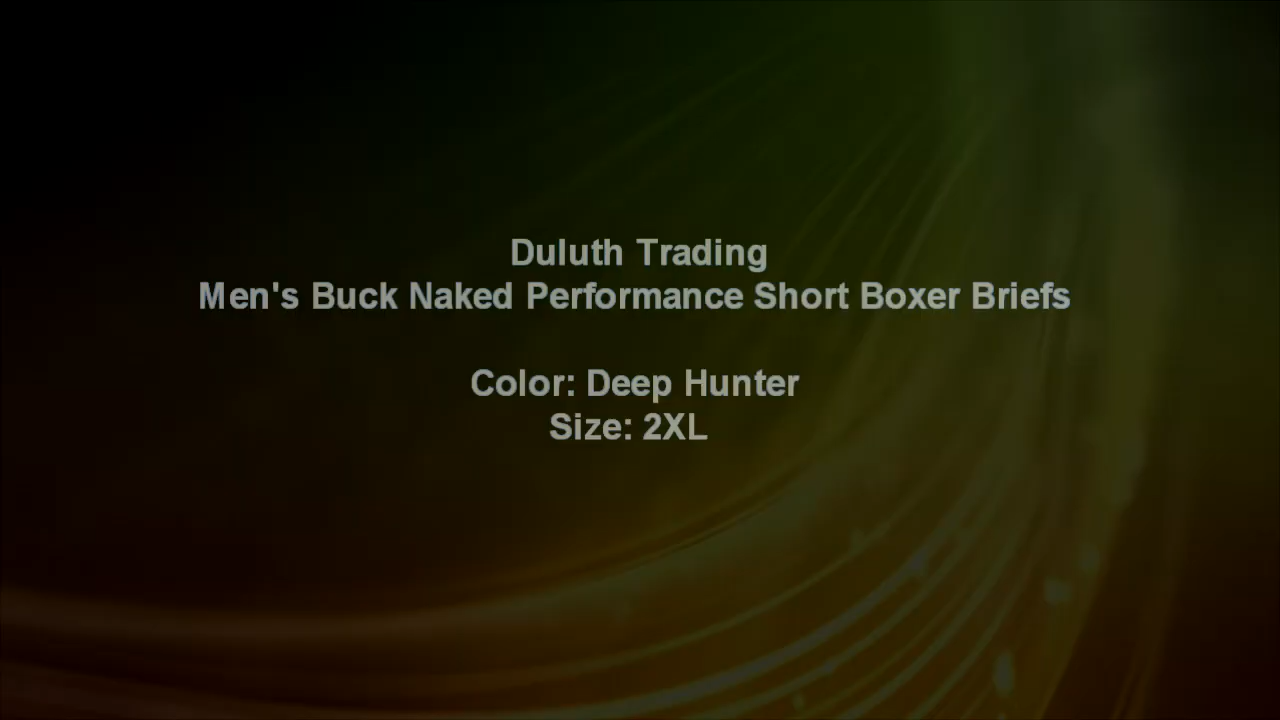 Duluth Trading
Men's Buck Naked Performance Short Boxer Briefs
Color: Deep Hunter
Size: 2XL